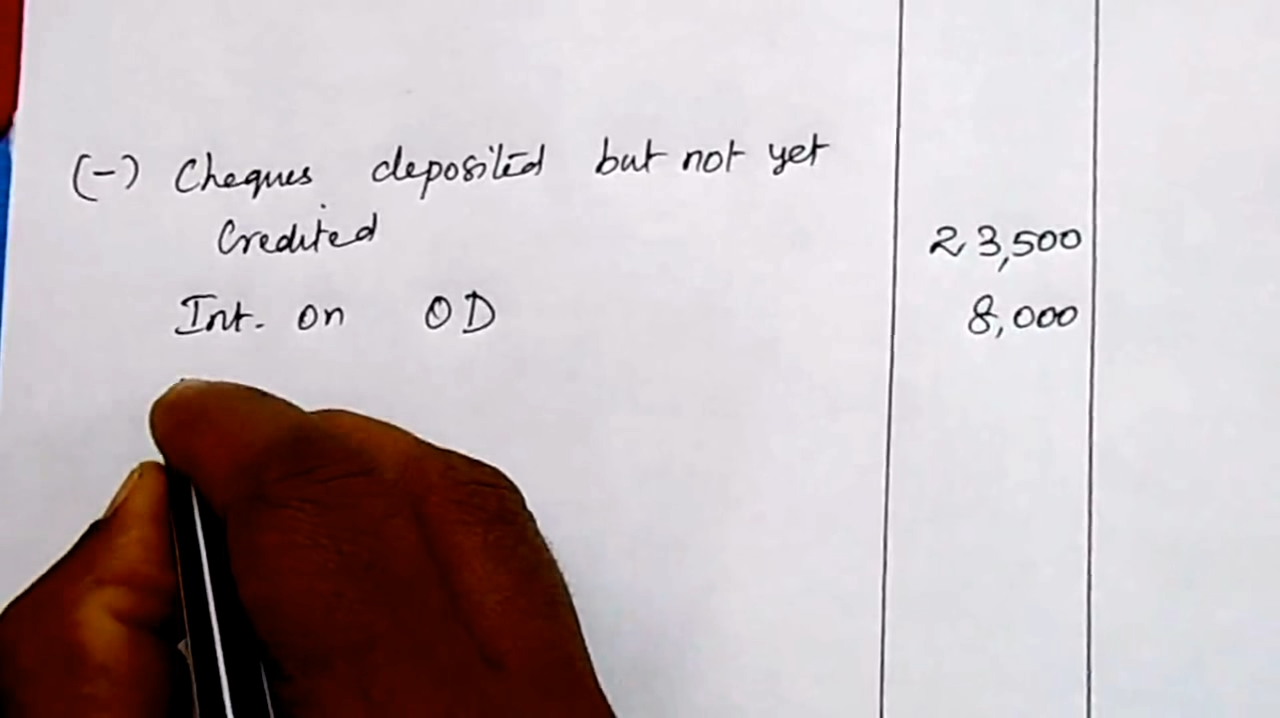 (-) Cheques deposited but not yet
Credited 23,500
Int. on OD 8,000